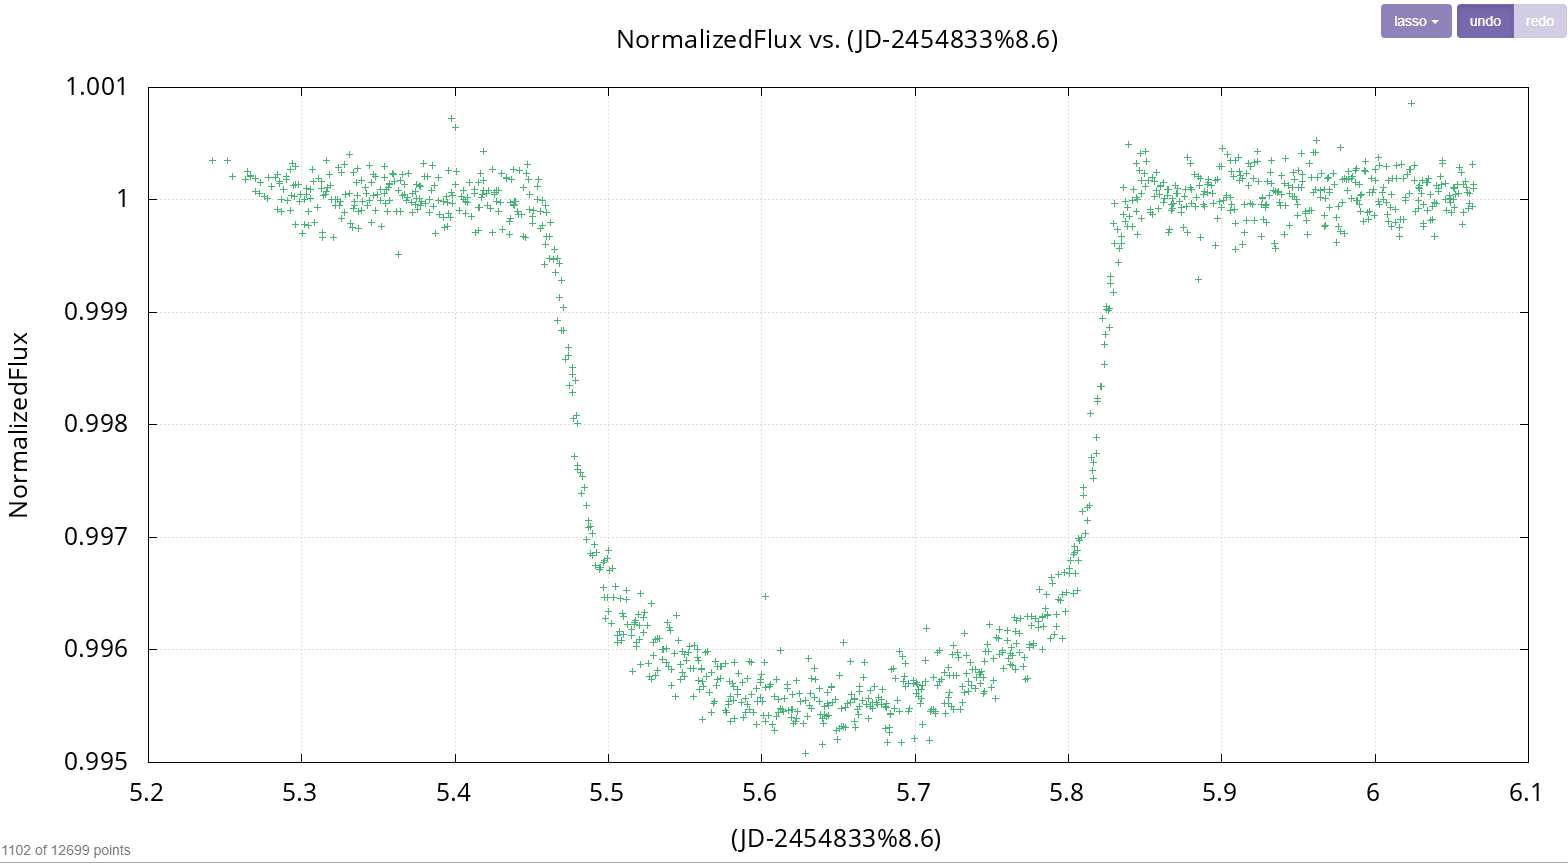 lasso undo redo
NormalizedFlux vs. (JD-2454833%8.6)
1.001
1
0.999
0.998
0.997
0.996
0.995
NormalizedFlux
5.2 5.3 5.4 5.5 5.6 5.7 5.8 5.9 6 6.1
(JD-2454833%8.6)
1102 of 12699 points